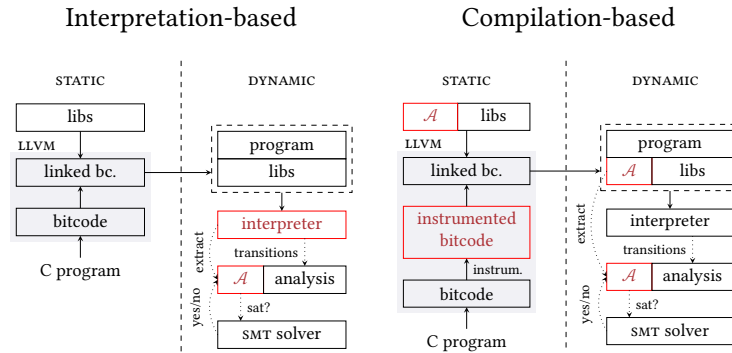 Interpretation-based
STATIC
DYNAMIC
libs
LLVM
linked bc.
bitcode
C program
program
libs
interpreter
extract
transitions
𝒜
analysis
yes/no
sat?
SMT solver
Compilation-based
STATIC
DYNAMIC
𝒜
libs
LLVM
linked bc.
instrumented
bitcode
instrum.
bitcode
C program
program
𝒜
libs
interpreter
extract
transitions
𝒜
analysis
yes/no
sat?
SMT solver